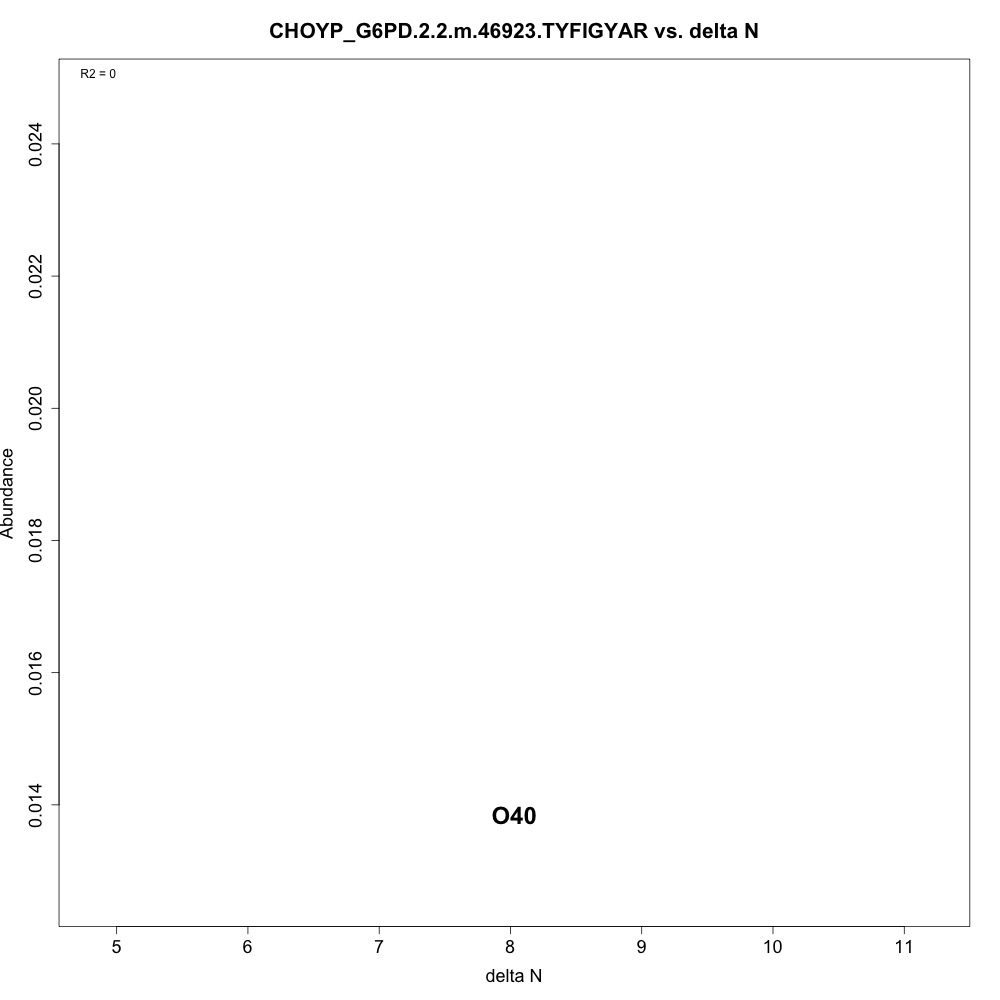 CHOYP_G6PD.2.2.m.46923.TYFIGYAR vs. delta N
R2 = 0
0.024
0.022
0.020
0.018
0.016
0.014
Abundance
O40
5 6 7 8 9 10 11
delta N